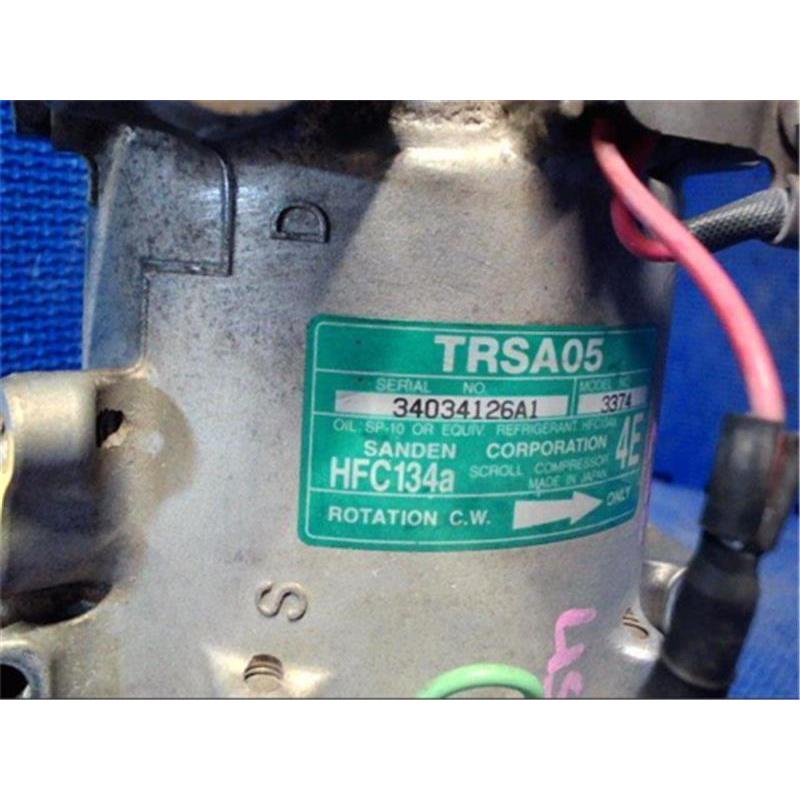 D
TRSA05
SERIAL NO. MODEL NO.
34034126A1 3374
OIL: SP-10 OR EQUIV. REFRIGERANT: HFC134a
SANDEN CORPORATION 4E
HFC134a SCROLL COMPRESSOR
MADE IN JAPAN
ROTATION C.W. ONLY
S